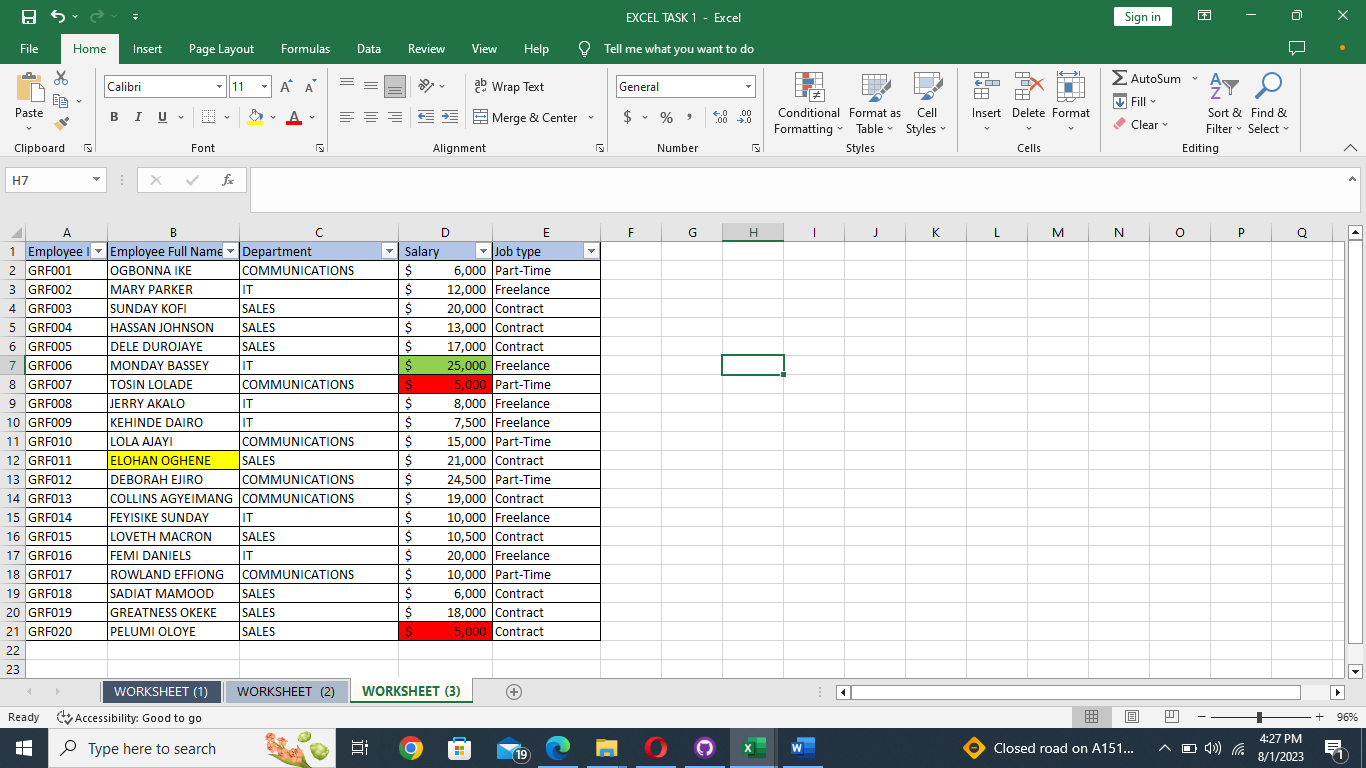 EXCEL TASK 1 - Excel
Sign in
File Home Insert Page Layout Formulas Data Review View Help Tell me what you want to do
Paste
Clipboard
Calibri 11
B I U
Font
Wrap Text
Merge & Center
Alignment
General
$ % ,
Number
Conditional Formatting
Format as Table
Cell Styles
Styles
Insert Delete Format
Cells
AutoSum
Fill
Clear
Sort & Filter
Find & Select
Editing
H7 fx
A B C D E F G H I J K L M N O P Q
1 Employee I Employee Full Name Department Salary Job type
2 GRF001 OGBONNA IKE COMMUNICATIONS $ 6,000 Part-Time
3 GRF002 MARY PARKER IT $ 12,000 Freelance
4 GRF003 SUNDAY KOFI SALES $ 20,000 Contract
5 GRF004 HASSAN JOHNSON SALES $ 13,000 Contract
6 GRF005 DELE DUROJAYE SALES $ 17,000 Contract
7 GRF006 MONDAY BASSEY IT $ 25,000 Freelance
8 GRF007 TOSIN LOLADE COMMUNICATIONS $ 5,000 Part-Time
9 GRF008 JERRY AKALO IT $ 8,000 Freelance
10 GRF009 KEHINDE DAIRO IT $ 7,500 Freelance
11 GRF010 LOLA AJAYI COMMUNICATIONS $ 15,000 Part-Time
12 GRF011 ELOHAN OGHENE SALES $ 21,000 Contract
13 GRF012 DEBORAH EJIRO COMMUNICATIONS $ 24,500 Part-Time
14 GRF013 COLLINS AGYEIMANG COMMUNICATIONS $ 19,000 Contract
15 GRF014 FEYISIKE SUNDAY IT $ 10,000 Freelance
16 GRF015 LOVETH MACRON SALES $ 10,500 Contract
17 GRF016 FEMI DANIELS IT $ 20,000 Freelance
18 GRF017 ROWLAND EFFIONG COMMUNICATIONS $ 10,000 Part-Time
19 GRF018 SADIAT MAMOOD SALES $ 6,000 Contract
20 GRF019 GREATNESS OKEKE SALES $ 18,000 Contract
21 GRF020 PELUMI OLOYE SALES $ 5,000 Contract
22
23
WORKSHEET (1) WORKSHEET (2) WORKSHEET (3)
Ready Accessibility: Good to go 96%
Type here to search 19 Closed road on A151... 4:27 PM
8/1/2023 1